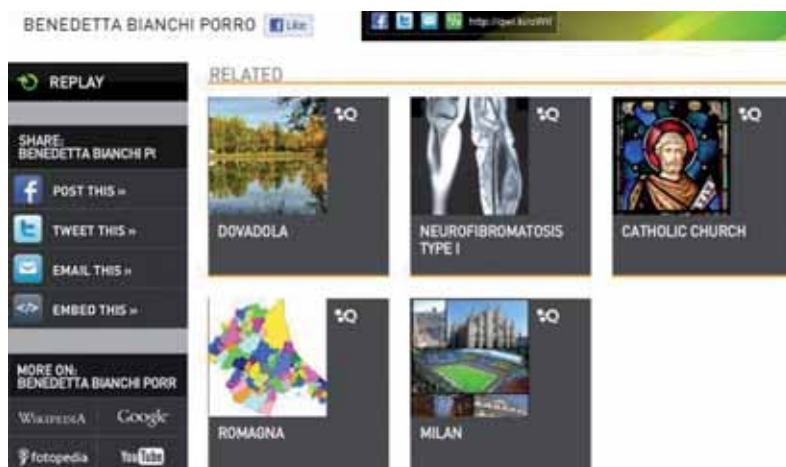 BENEDETTA BIANCHI PORRO
Like
REPLAY
SHARE:
BENEDETTA BIANCHI P
POST THIS »
TWEET THIS »
EMAIL THIS »
EMBED THIS »
MORE ON:
BENEDETTA BIANCHI PORR
WIKIPEDIA
Google
fotopedia
YouTube
RELATED
DOVADOLA
NEUROFIBROMATOSIS
TYPE I
CATHOLIC CHURCH
ROMAGNA
MILAN